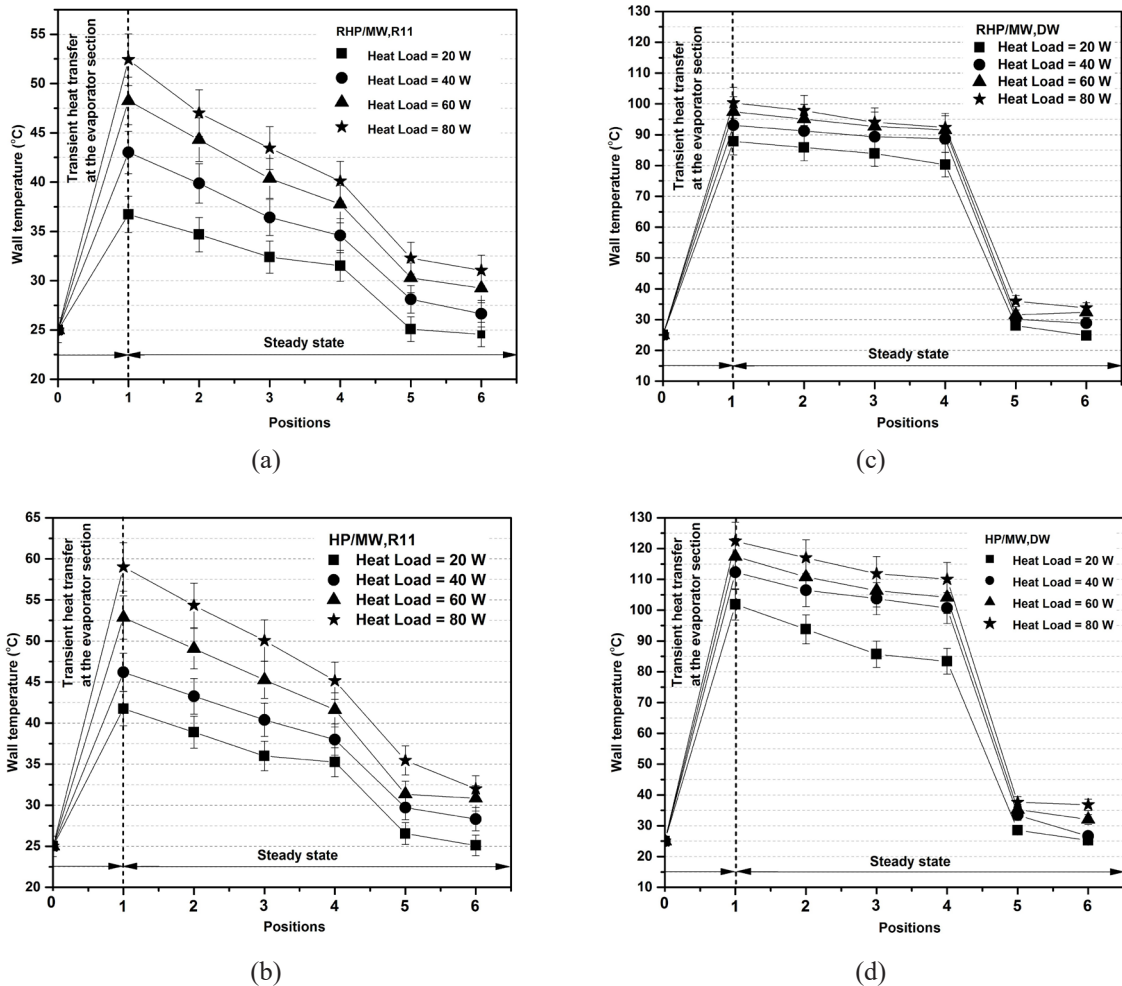 RHP/MW,R11
Heat Load = 20 W
Heat Load = 40 W
Heat Load = 60 W
Heat Load = 80 W
Transient heat transfer
at the evaporator section
Wall temperature (°C)
55
50
45
40
35
30
25
20
Steady state
0 1 2 3 4 5 6
Positions
(a)
RHP/MW,DW
Heat Load = 20 W
Heat Load = 40 W
Heat Load = 60 W
Heat Load = 80 W
Transient heat transfer
at the evaporator section
Wall temperature (°C)
130
120
110
100
90
80
70
60
50
40
30
20
10
Steady state
0 1 2 3 4 5 6
Positions
(c)
HP/MW,R11
Heat Load = 20 W
Heat Load = 40 W
Heat Load = 60 W
Heat Load = 80 W
Transient heat transfer
at the evaporator section
Wall temperature (°C)
65
60
55
50
45
40
35
30
25
20
Steady state
0 1 2 3 4 5 6
Positions
(b)
HP/MW,DW
Heat Load = 20 W
Heat Load = 40 W
Heat Load = 60 W
Heat Load = 80 W
Transient heat transfer
at the evaporator section
Wall temperature (°C)
130
120
110
100
90
80
70
60
50
40
30
20
10
Steady state
0 1 2 3 4 5 6
Positions
(d)